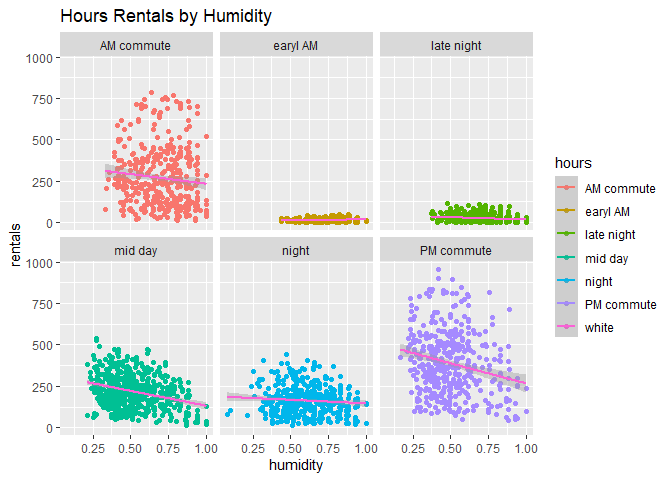 Hours Rentals by Humidity
AM commute
earyl AM
late night
1000
750
500
250
0
mid day
night
PM commute
1000
750
500
250
0
0.25 0.50 0.75 1.00
0.25 0.50 0.75 1.00
0.25 0.50 0.75 1.00
humidity
rentals
hours
AM commute
earyl AM
late night
mid day
night
PM commute
white